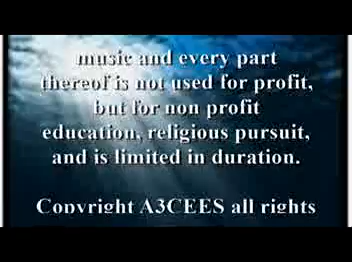 music and every part
thereof is not used for profit,
but for non profit
education, religious pursuit,
and is limited in duration.
Copyright A3CEES all rights